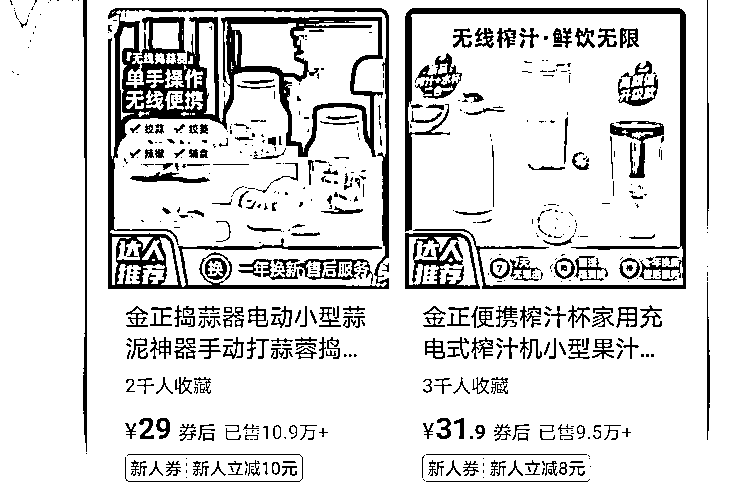 无线捣蒜泥
单手操作
无线便携
绞蒜 绞姜
辣椒 辅食
达人
推荐
换 一年换新·售后服务
金正捣蒜器电动小型蒜
泥神器手动打蒜蓉捣...
2千人收藏
¥29 券后 已售10.9万+
新人券 新人立减10元
无线榨汁·鲜饮无限
达人
推荐
金正便携榨汁杯家用充
电式榨汁机小型果汁...
3千人收藏
¥31.9 券后 已售9.5万+
新人券 新人立减8元